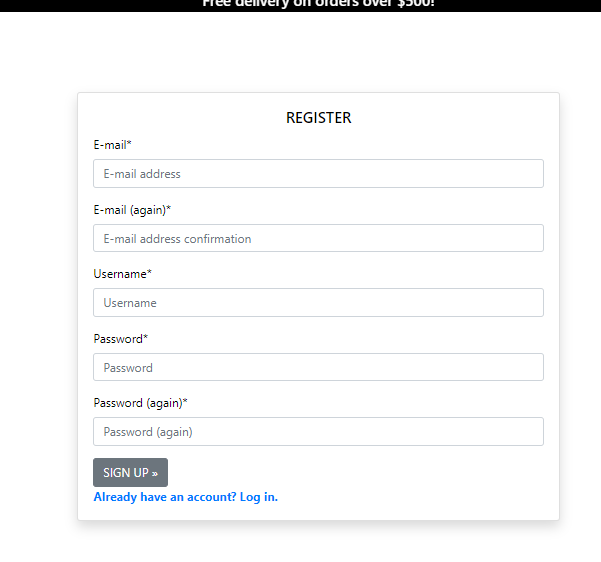 Free delivery on orders over $500!
REGISTER
E-mail*
E-mail address
E-mail (again)*
E-mail address confirmation
Username*
Username
Password*
Password
Password (again)*
Password (again)
SIGN UP »
Already have an account? Log in.